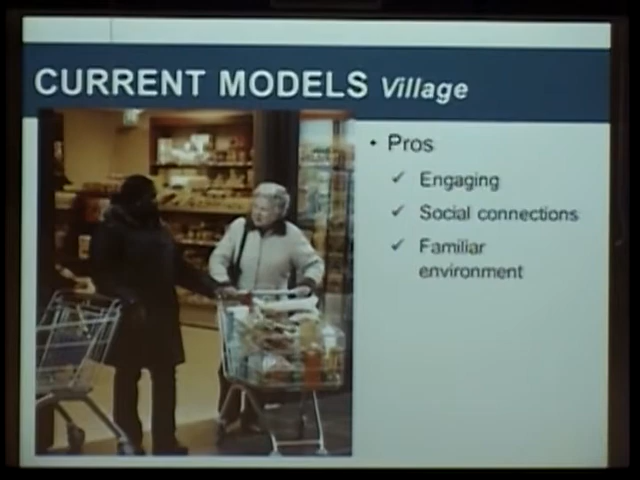 CURRENT MODELS Village
• Pros
✓ Engaging
✓ Social connections
✓ Familiar
environment